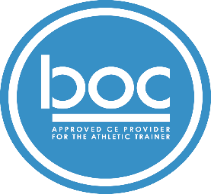 boc
APPROVED CE PROVIDER
FOR THE ATHLETIC TRAINER